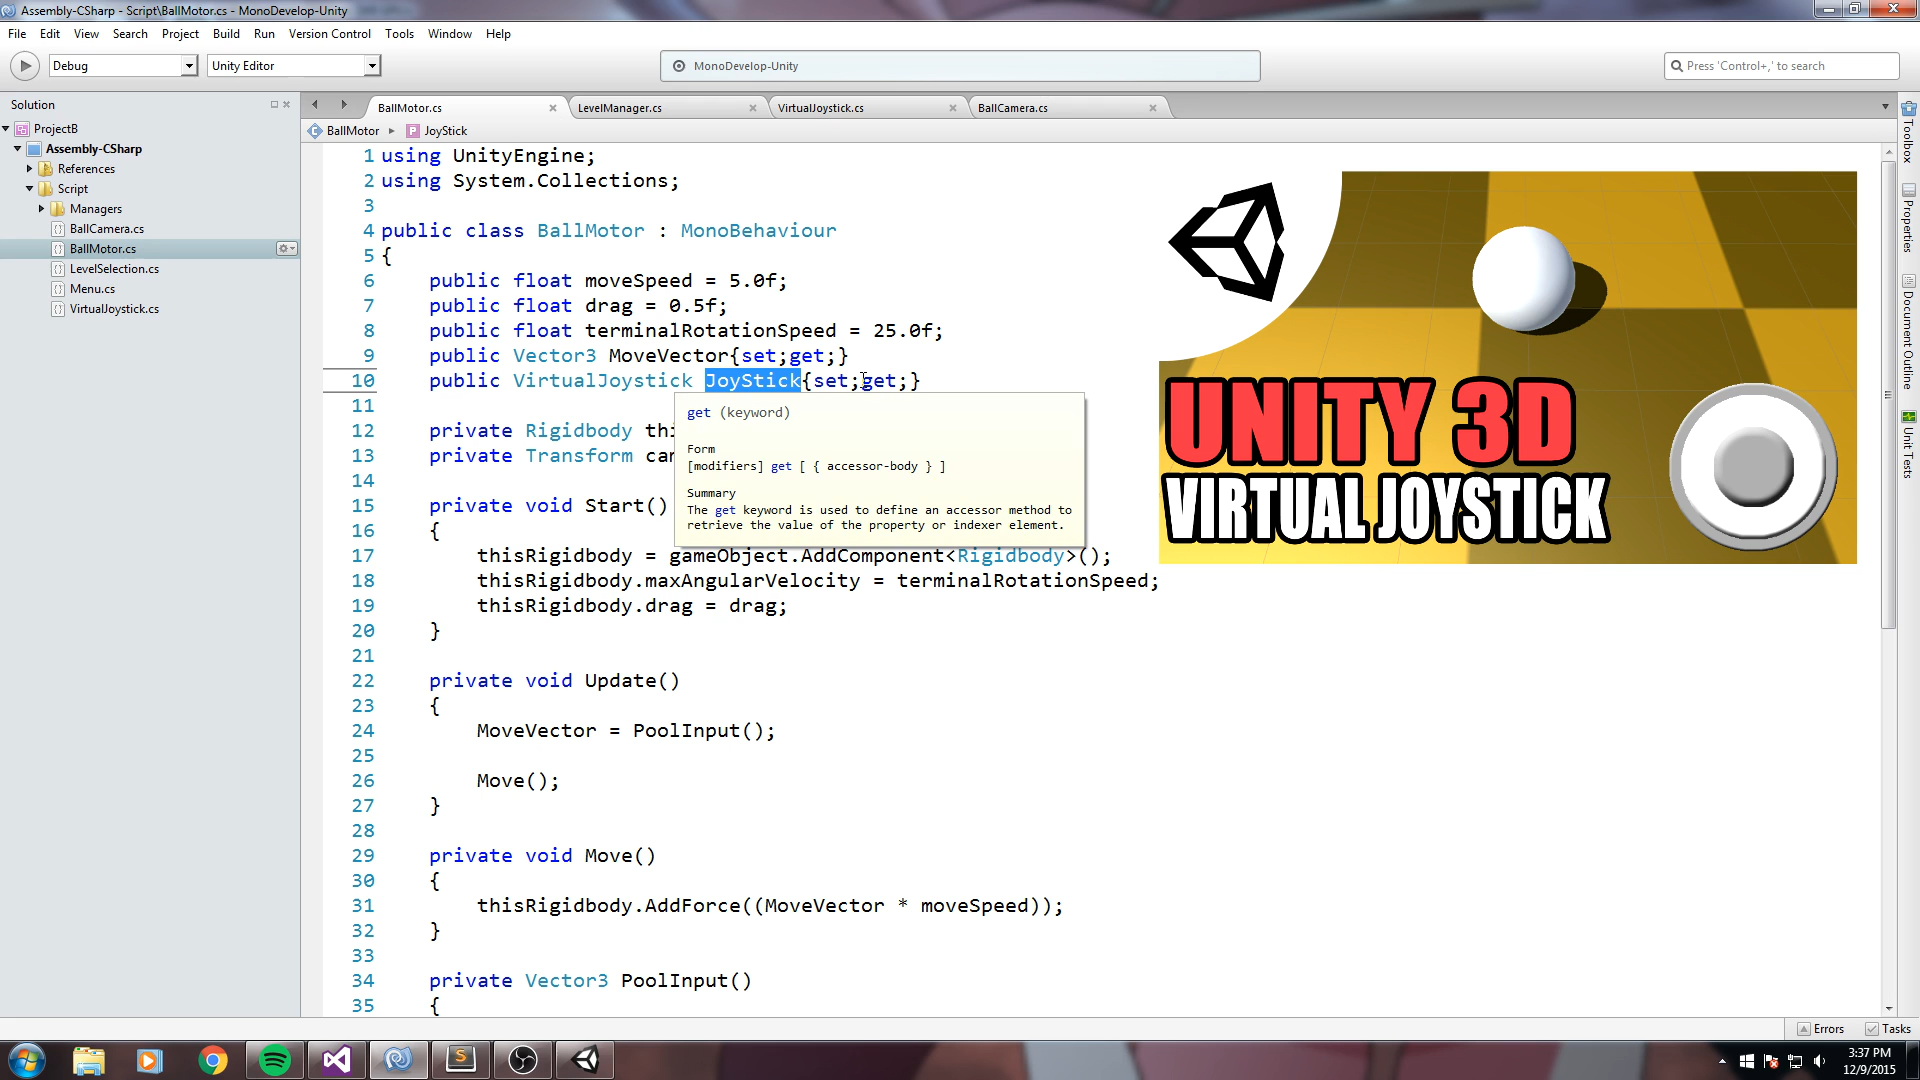 Assembly-CSharp - Script\BallMotor.cs - MonoDevelop-Unity
File Edit View Search Project Build Run Version Control Tools Window Help
Debug Unity Editor MonoDevelop-Unity Press 'Control+,' to search
Solution
ProjectB
Assembly-CSharp
References
Script
Managers
BallCamera.cs
BallMotor.cs
LevelSelection.cs
Menu.cs
VirtualJoystick.cs
BallMotor.cs LevelManager.cs VirtualJoystick.cs BallCamera.cs
BallMotor JoyStick
1 using UnityEngine;
2 using System.Collections;
3
4 public class BallMotor : MonoBehaviour
5 {
6 public float moveSpeed = 5.0f;
7 public float drag = 0.5f;
8 public float terminalRotationSpeed = 25.0f;
9 public Vector3 MoveVector{set;get;}
10 public VirtualJoystick JoyStick{set;get;}
11
12 private Rigidbody thi
13 private Transform ca
14
15 private void Start()
16 {
17 thisRigidbody = gameObject.AddComponent<Rigidbody>();
18 thisRigidbody.maxAngularVelocity = terminalRotationSpeed;
19 thisRigidbody.drag = drag;
20 }
21
22 private void Update()
23 {
24 MoveVector = PoolInput();
25
26 Move();
27 }
28
29 private void Move()
30 {
31 thisRigidbody.AddForce((MoveVector * moveSpeed));
32 }
33
34 private Vector3 PoolInput()
35 {
get (keyword)
Form
[modifiers] get [ { accessor-body } ]
Summary
The get keyword is used to define an accessor method to
retrieve the value of the property or indexer element.
UNITY 3D
VIRTUAL JOYSTICK
Toolbox
Properties
Document Outline
Unit Tests
Errors Tasks
3:37 PM
12/9/2015